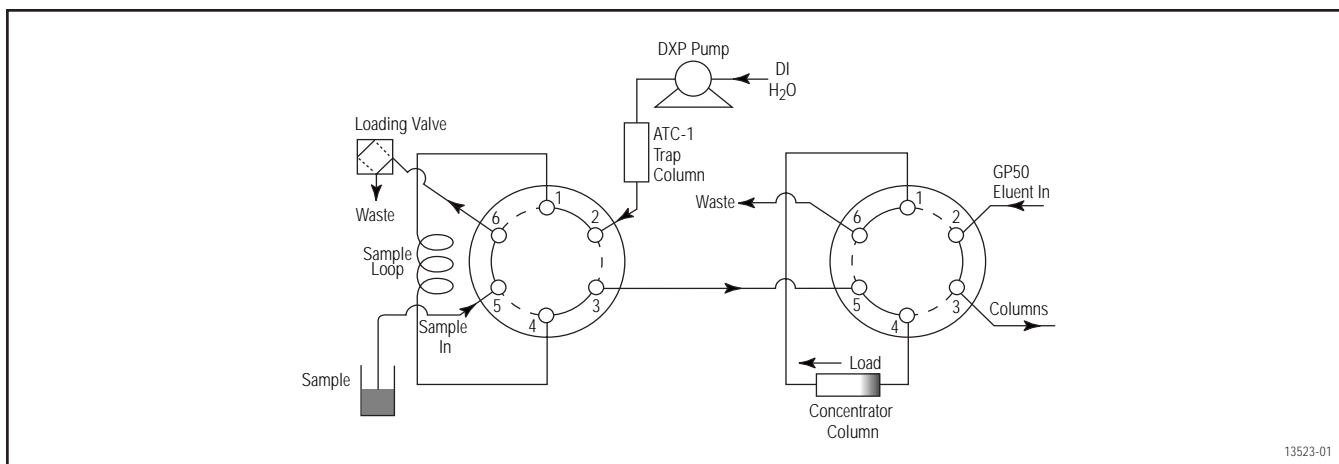 DXP Pump
DI
H2O
Loading Valve
ATC-1
Trap
Column
Waste
Sample
Loop
1
2
3
4
5
6
Sample
In
Sample
Waste
GP50
Eluent In
1
2
3
4
5
6
Columns
Load
Concentrator
Column
13523-01